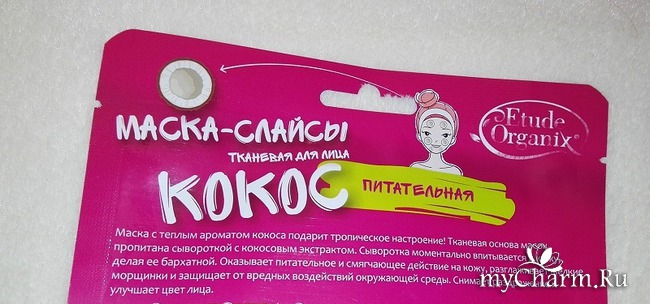 МАСКА-СЛАЙСЫ
ТКАНЕВАЯ ДЛЯ ЛИЦА
КОКОС
ПИТАТЕЛЬНАЯ
Etude
Organix®
Маска с теплым ароматом кокоса подарит тропическое настроение! Тканевая основа маски
пропитана сывороткой с кокосовым экстрактом. Сыворотка моментально впитывается
делая ее бархатной. Оказывает питательное и смягчающее действие на кожу,
морщинки и защищает от вредных воздействий окружающей среды.
улучшает цвет лица.
mycharm.ru